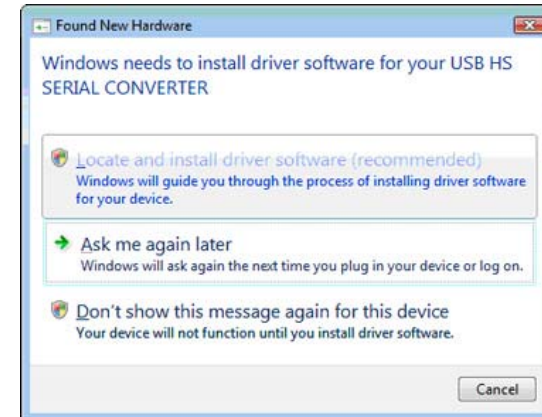 Found New Hardware
Windows needs to install driver software for your USB HS
SERIAL CONVERTER
Locate and install driver software (recommended)
Windows will guide you through the process of installing driver software
for your device.
Ask me again later
Windows will ask again the next time you plug in your device or log on.
Don't show this message again for this device
Your device will not function until you install driver software.
Cancel